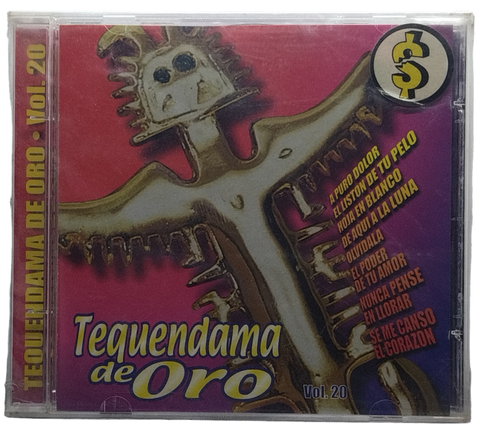 TEQUENDAMA DE ORO • Vol. 20
$
A PURO DOLOR
EL LISTON DE TU PELO
HOJA EN BLANCO
DE AQUI A LA LUNA
OLVIDALA
EL PODER
DE TU AMOR
NUNCA PENSE
EN LLORAR
SE ME CANSO
EL CORAZON
Tequendama
de Oro
Vol. 20